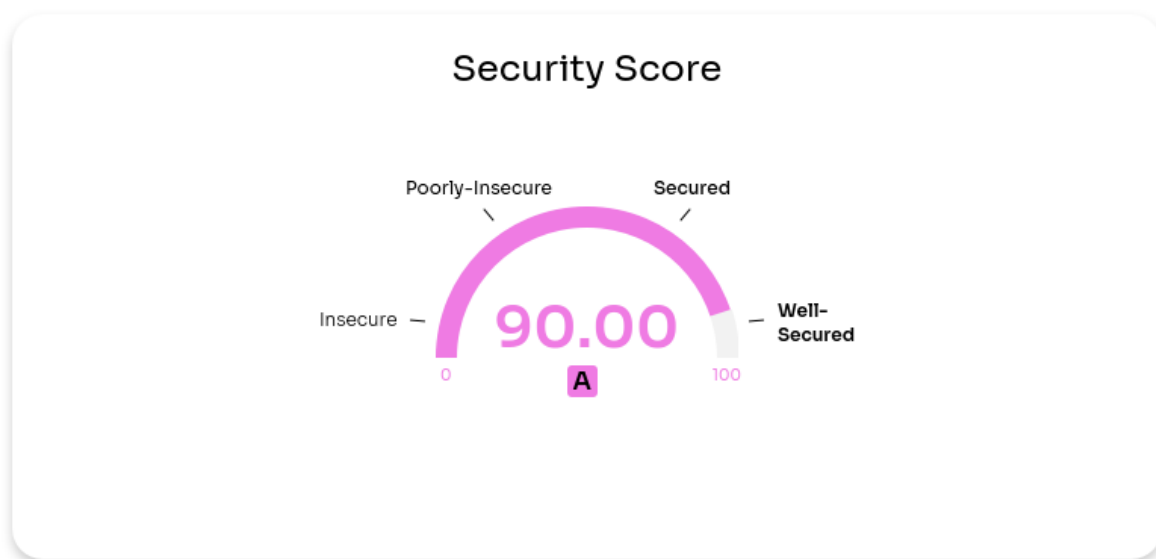 Security Score
Poorly-Insecure
Secured
Insecure
Well-
Secured
90.00
0
100
A